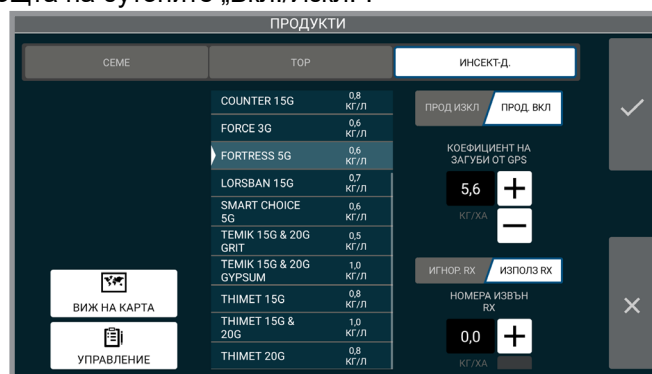 ПРОДУКТИ
СЕМЕ
ТОР
ИНСЕКТ-Д.
COUNTER 15G
0,8
КГ/Л
FORCE 3G
0,6
КГ/Л
FORTRESS 5G
0,6
КГ/Л
LORSBAN 15G
0,7
КГ/Л
SMART CHOICE
5G
0,6
КГ/Л
TEMIK 15G & 20G
GRIT
0,5
КГ/Л
TEMIK 15G & 20G
GYPSUM
1,0
КГ/Л
THIMET 15G
0,8
КГ/Л
THIMET 15G &
20G
1,0
КГ/Л
THIMET 20G
0,8
КГ/Л
ПРОД ИЗКЛ
ПРОД. ВКЛ
КОЕФИЦИЕНТ НА
ЗАГУБИ ОТ GPS
5,6
КГ/ХА
ИГНОР. RX
ИЗПОЛЗ RX
НОМЕРА ИЗВЪН
RX
0,0
КГ/ХА
ВИЖ НА КАРТА
УПРАВЛЕНИЕ